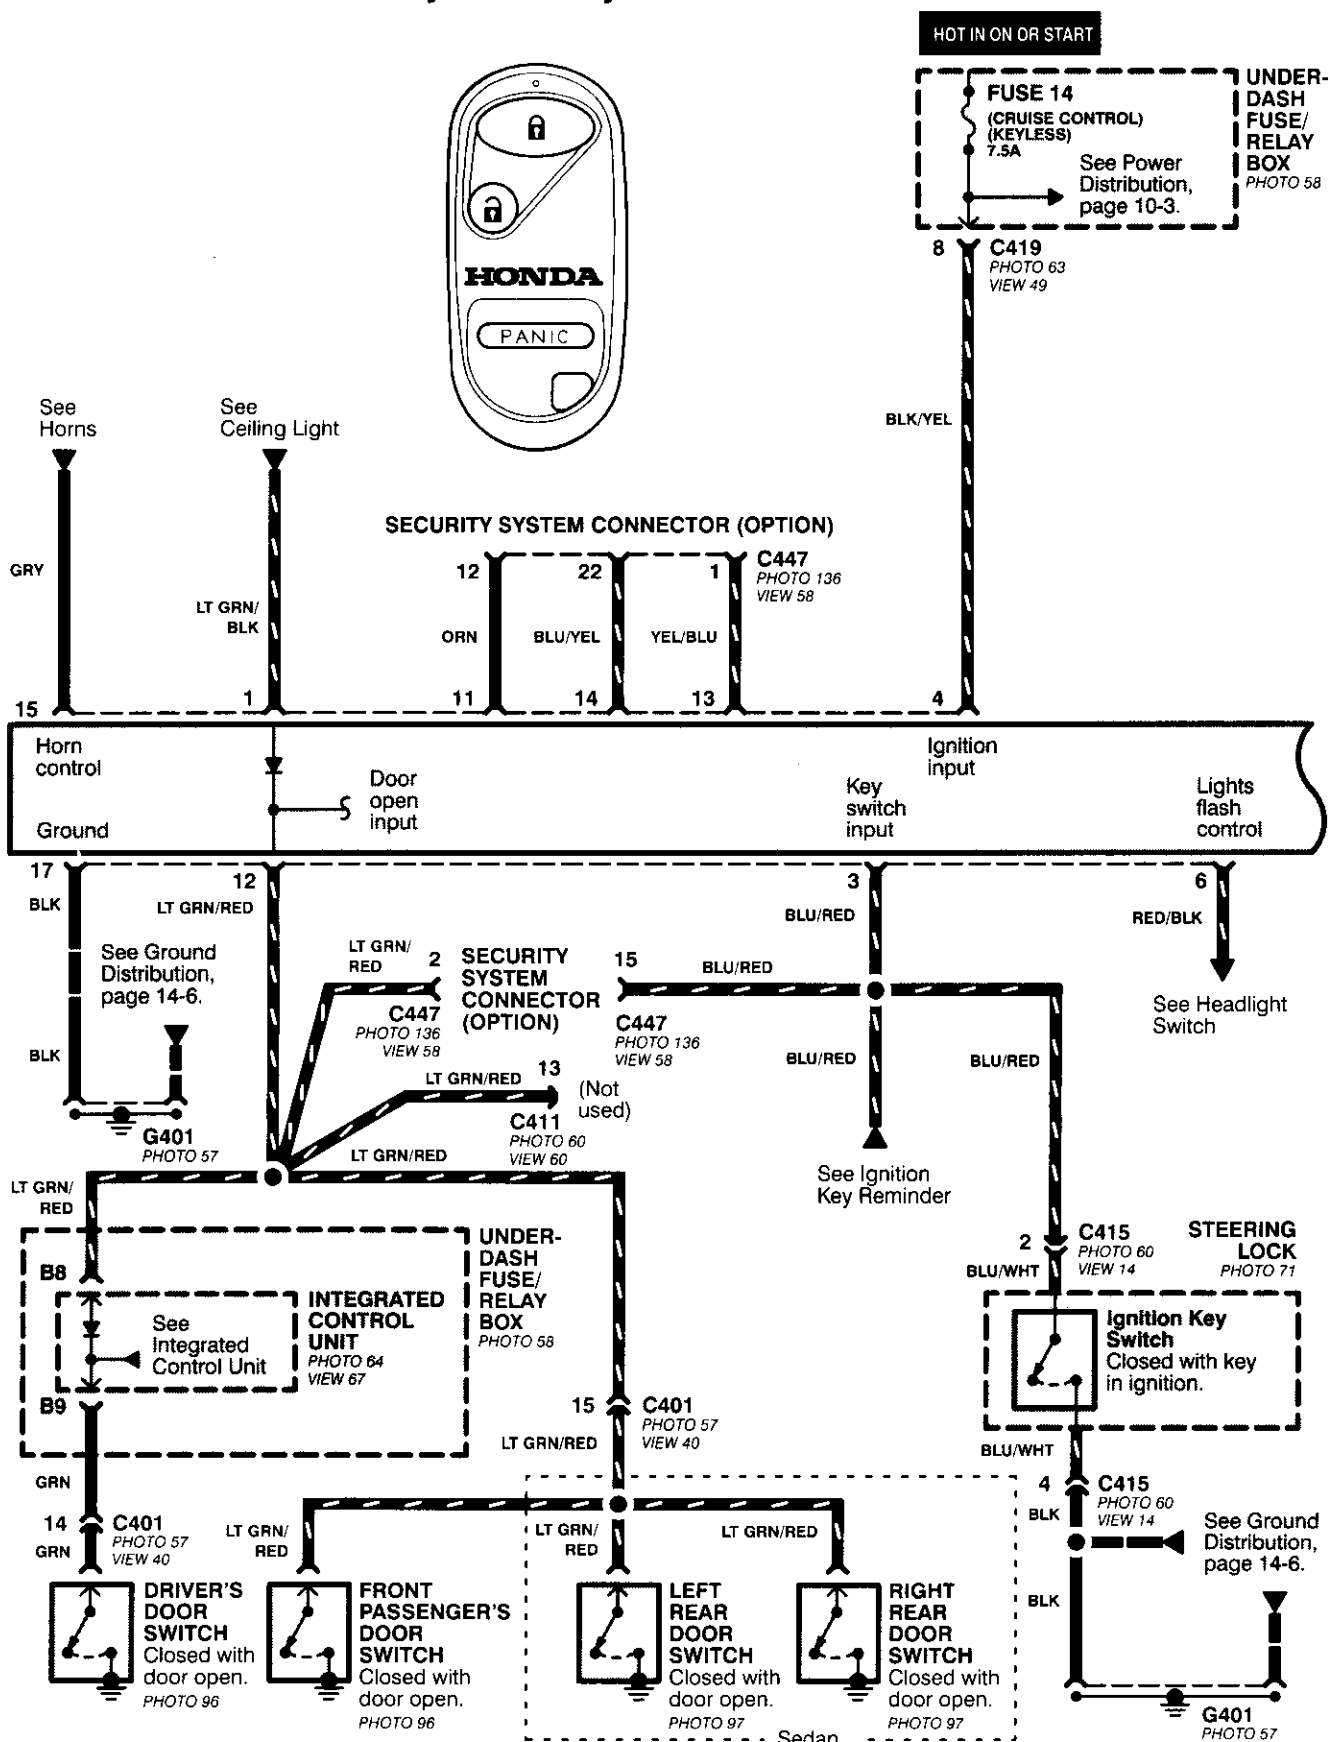 HOT IN ON OR START
FUSE 14
(CRUISE CONTROL)
(KEYLESS)
7.5A
See Power
Distribution,
page 10-3.
UNDER-
DASH
FUSE/
RELAY
BOX
PHOTO 58
8
C419
PHOTO 63
VIEW 49
HONDA
PANIC
See
Horns
See
Ceiling Light
BLK/YEL
SECURITY SYSTEM CONNECTOR (OPTION)
12
22
1
C447
PHOTO 136
VIEW 58
GRY
LT GRN/
BLK
ORN
BLU/YEL
YEL/BLU
15
1
11
14
13
4
Horn
control
Door
open
input
Ignition
input
Key
switch
input
Lights
flash
control
Ground
17
12
3
6
BLK
LT GRN/RED
BLU/RED
RED/BLK
See Ground
Distribution,
page 14-6.
LT GRN/
RED
2
SECURITY
SYSTEM
CONNECTOR
(OPTION)
15
BLU/RED
C447
PHOTO 136
VIEW 58
C447
PHOTO 136
VIEW 58
See Headlight
Switch
BLK
BLU/RED
BLU/RED
LT GRN/RED
13
(Not
used)
C411
PHOTO 60
VIEW 60
G401
PHOTO 57
LT GRN/RED
See Ignition
Key Reminder
LT GRN/
RED
UNDER-
DASH
FUSE/
RELAY
BOX
PHOTO 58
2
C415
PHOTO 60
VIEW 14
STEERING
LOCK
PHOTO 71
BLU/WHT
B8
See
Integrated
Control Unit
INTEGRATED
CONTROL
UNIT
PHOTO 64
VIEW 67
Ignition Key
Switch
Closed with key
in ignition.
B9
15
C401
PHOTO 57
VIEW 40
LT GRN/RED
BLU/WHT
GRN
4
C415
PHOTO 60
VIEW 14
BLK
14
C401
PHOTO 57
VIEW 40
GRN
LT GRN/
RED
LT GRN/
RED
LT GRN/RED
See Ground
Distribution,
page 14-6.
BLK
DRIVER'S
DOOR
SWITCH
Closed with
door open.
PHOTO 96
FRONT
PASSENGER'S
DOOR
SWITCH
Closed with
door open.
PHOTO 96
LEFT
REAR
DOOR
SWITCH
Closed with
door open.
PHOTO 97
RIGHT
REAR
DOOR
SWITCH
Closed with
door open.
PHOTO 97
G401
PHOTO 57
Sedan